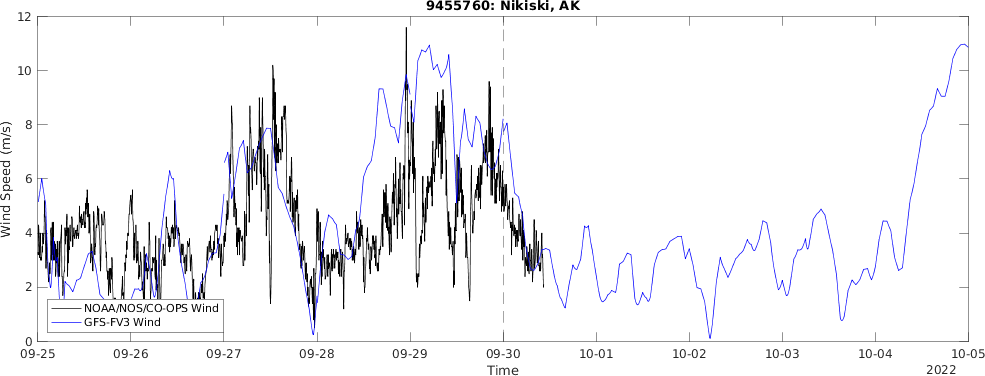 9455760: Nikiski, AK
Wind Speed (m/s)
12
10
8
6
4
2
0
NOAA/NOS/CO-OPS Wind
GFS-FV3 Wind
09-25 09-26 09-27 09-28 09-29 09-30 10-01 10-02 10-03 10-04 10-05
Time
2022